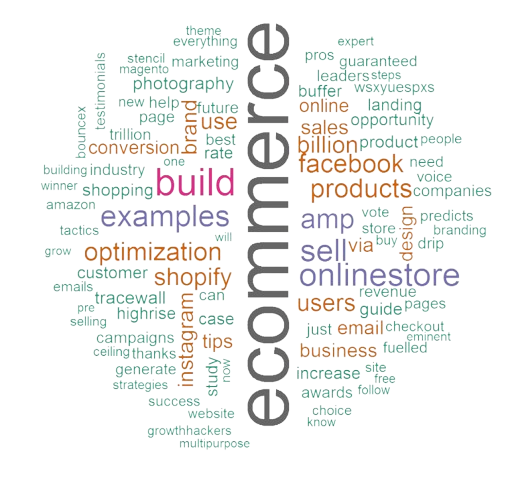 theme
everything
expert
pros
guaranteed
stencil
marketing
magento
testimonials
leaders
steps
photography
buffer
wsxyuespxs
new
help
future
online
landing
page
brand
use
sales
opportunity
bouncex
trillion
best
billion
product
people
conversion
rate
facebook
need
one
building
industry
voice
winner
shopping
build
products
companies
amazon
examples
amp
vote
design
predicts
tactics
store
branding
will
sell
via
buy
drip
grow
optimization
ecommerce
customer
shopify
onlinestore
emails
tracewall
can
revenue
pre
highrise
instagram
users
guide
pages
selling
case
just
email
checkout
campaigns
tips
eminent
ceiling
thanks
business
fuelled
generate
study
now
increase
site
strategies
free
success
awards
follow
website
choice
growthhackers
know
multipurpose